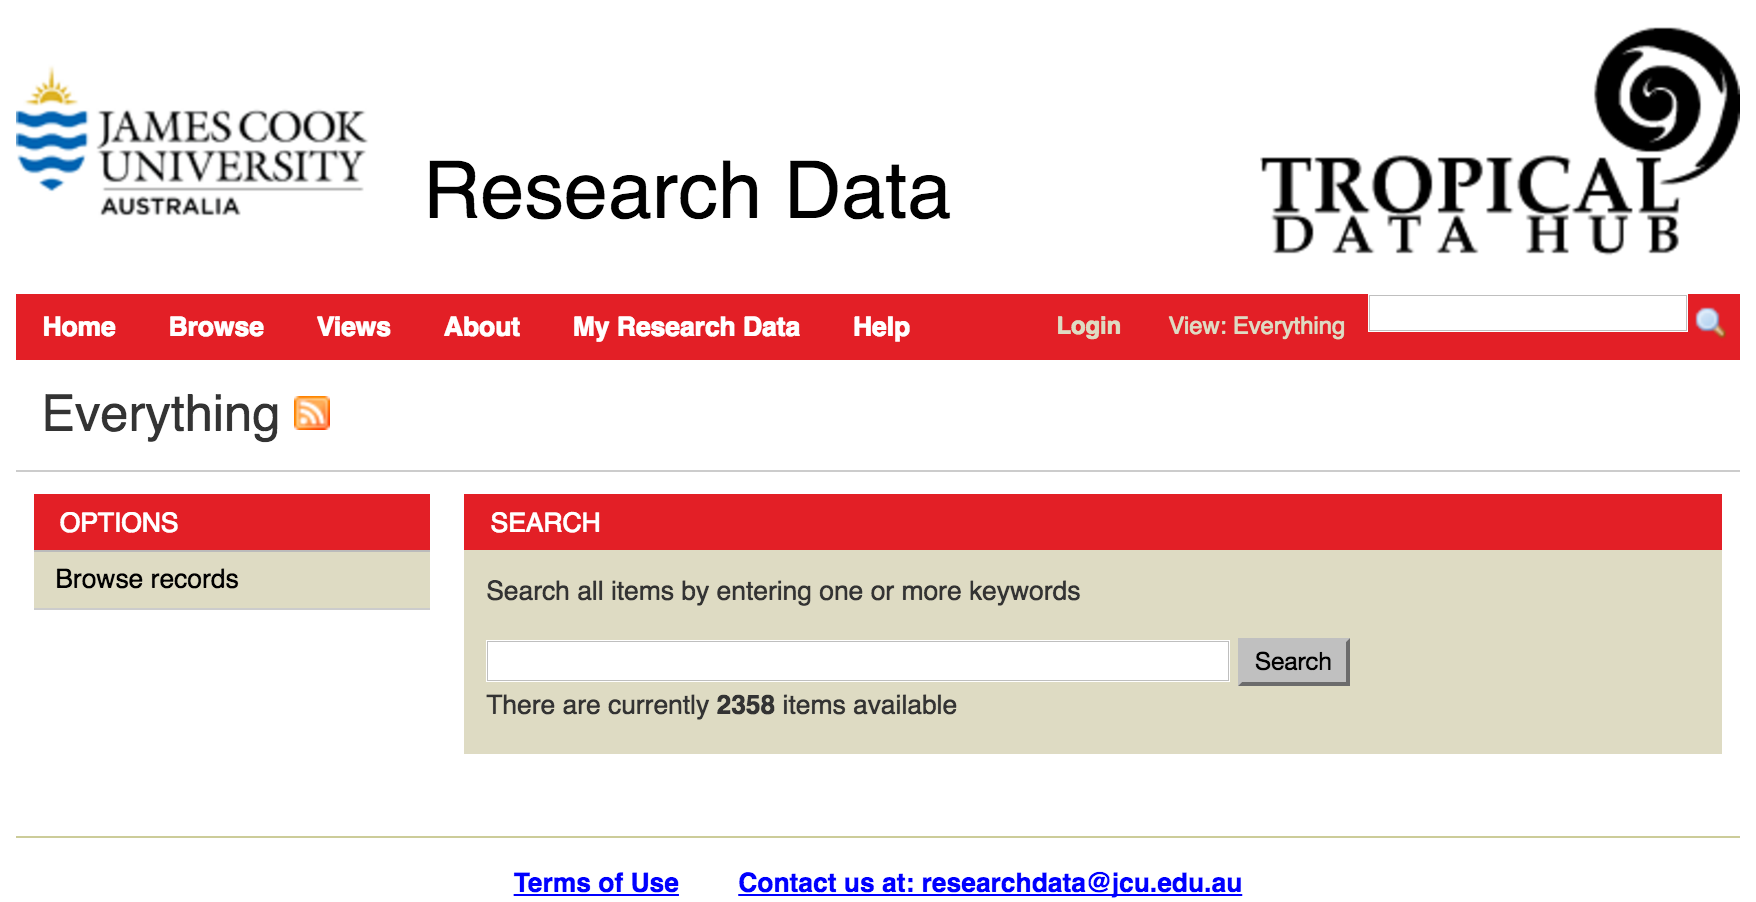 JAMES COOK
UNIVERSITY
AUSTRALIA
Research Data
TROPICAL
DATA HUB
Home Browse Views About My Research Data Help Login View: Everything
Everything
OPTIONS
Browse records
SEARCH
Search all items by entering one or more keywords
Search
There are currently 2358 items available
Terms of Use Contact us at: researchdata@jcu.edu.au